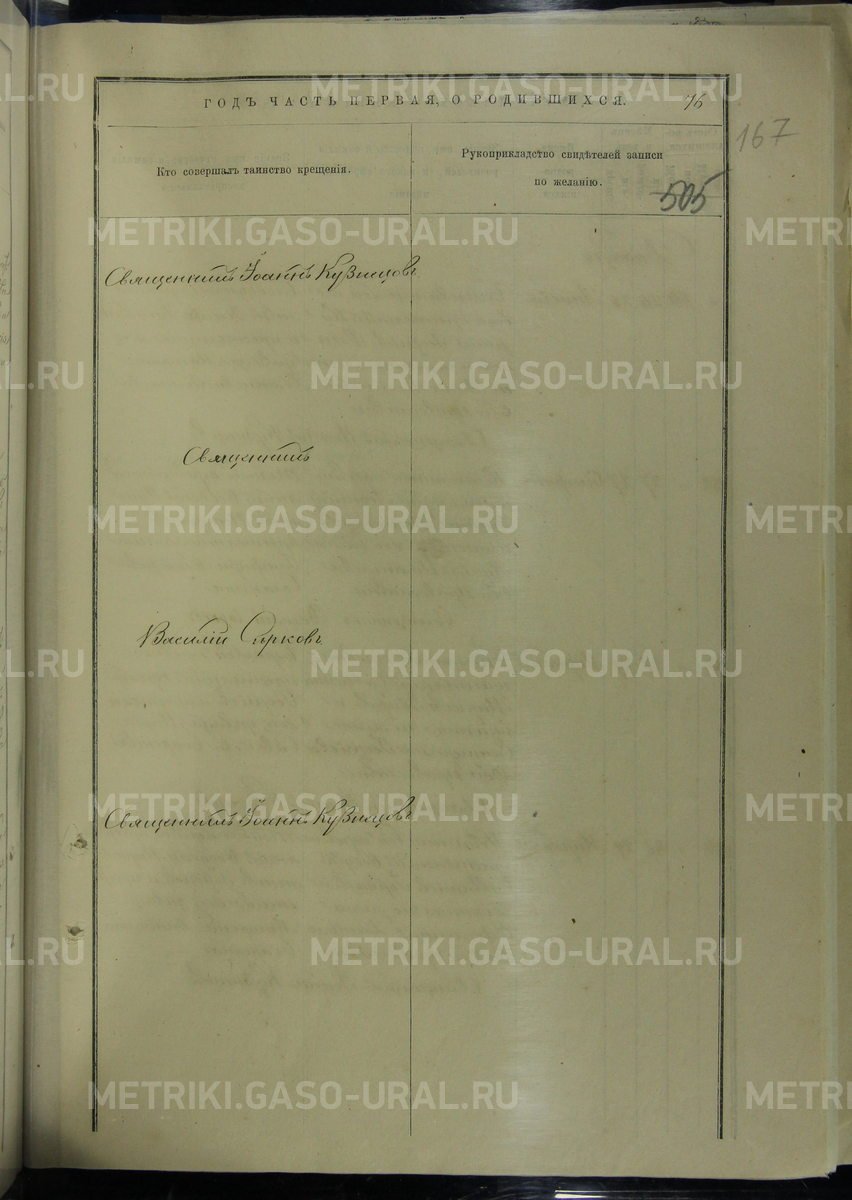 ГОДЪ ЧАСТЬ ПЕРВАЯ, О РОДИВШИХСЯ. 76
167
Кто совершалъ таинство крещенія.
Рукоприкладство свидѣтелей записи
по желанію.
505
Священникъ Іоаннъ Кузнецовъ
Священникъ
Василій Сярковъ
Священникъ Іоаннъ Кузнецовъ
METRIKI.GASO-URAL.RU